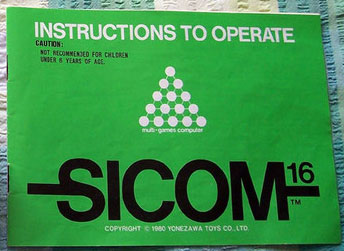 INSTRUCTIONS TO OPERATE
CAUTION:
NOT RECOMMENDED FOR CHILDREN
UNDER 6 YEARS OF AGE.
multi-games computer
SICOM 16
TM
COPYRIGHT © 1980 YONEZAWA TOYS CO., LTD.